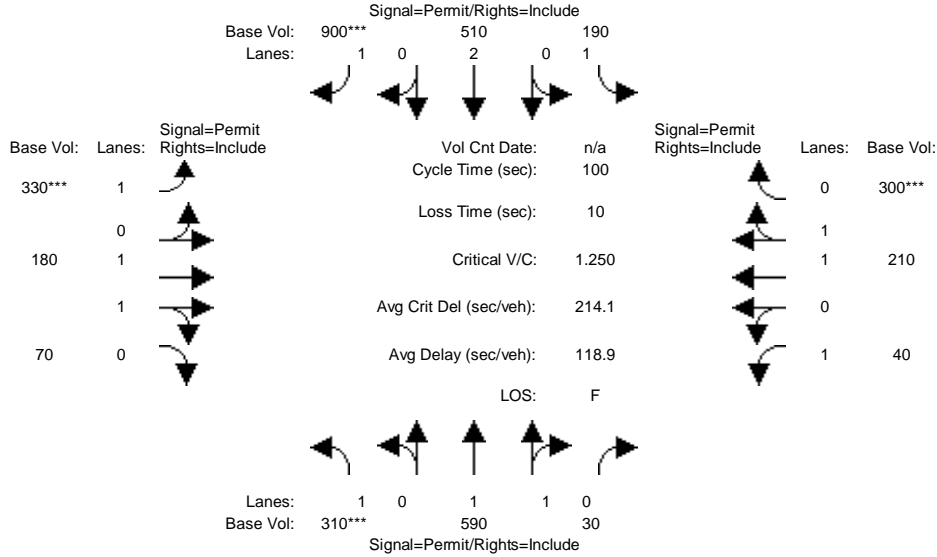 Signal=Permit/Rights=Include
Base Vol: 900*** 510 190
Lanes: 1 0 2 0 1
Signal=Permit
Rights=Include
Signal=Permit
Rights=Include
Base Vol: Lanes: Vol Cnt Date: n/a Lanes: Base Vol:
Cycle Time (sec): 100
330*** 1 0 300***
Loss Time (sec): 10
0 1
180 1 Critical V/C: 1.250 1 210
1 Avg Crit Del (sec/veh): 214.1 0
70 0 Avg Delay (sec/veh): 118.9 1 40
LOS: F
Lanes: 1 0 1 1 0
Base Vol: 310*** 590 30
Signal=Permit/Rights=Include